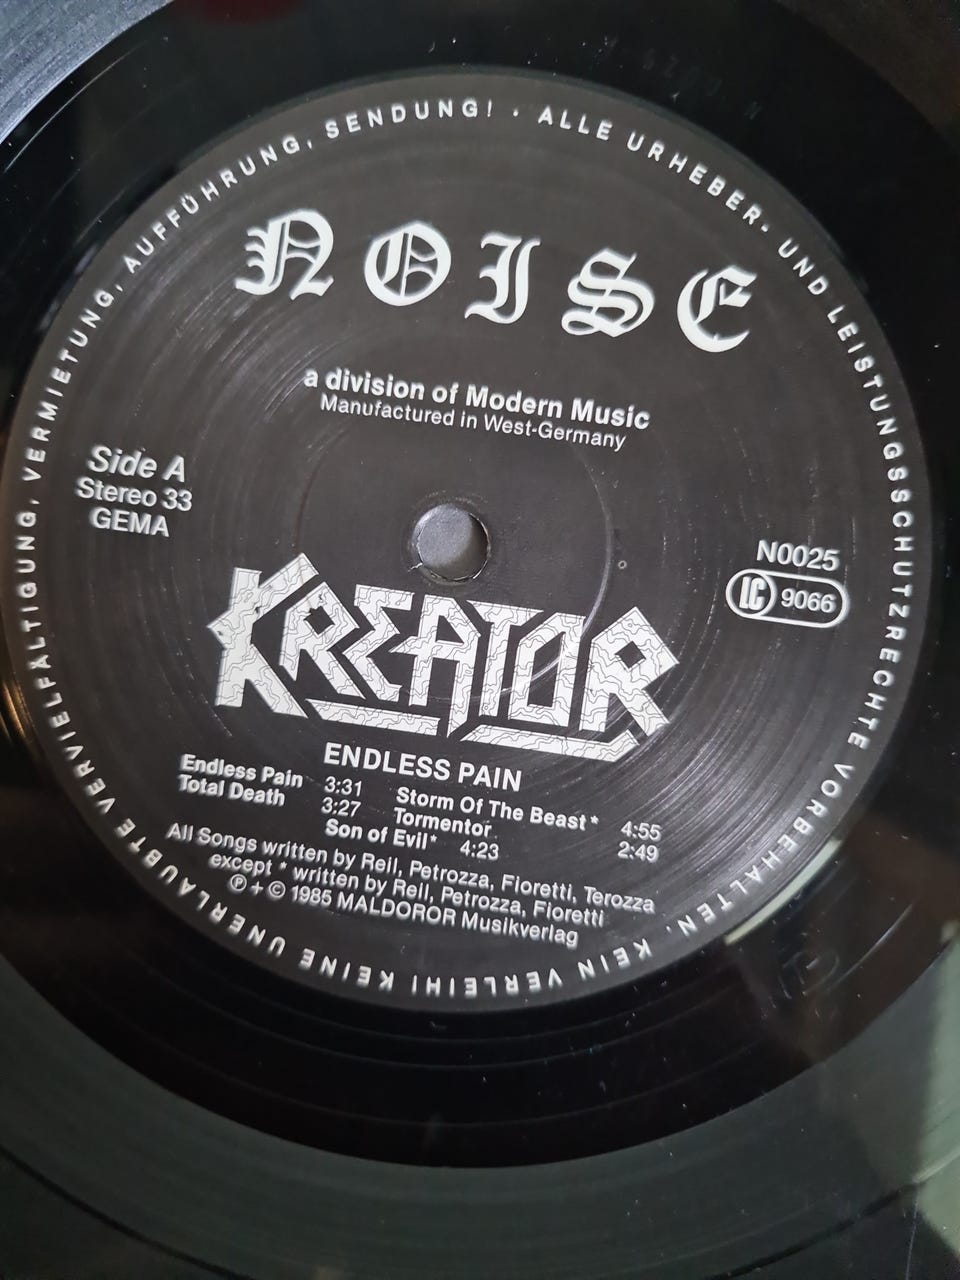 ALLE URHEBER- UND LEISTUNGSSCHUTZRECHTE VORBEHALTEN, KEIN VERLEIH! KEINE UNERLAUBTE VERVIELFÄLTIGUNG, VERMIETUNG, AUFFÜHRUNG, SENDUNG! ·
NOISE
a division of Modern Music
Manufactured in West-Germany
Side A
Stereo 33
GEMA
N0025
LC 9066
KREATOR
ENDLESS PAIN
Endless Pain 3:31
Total Death 3:27
Storm Of The Beast* 4:55
Tormentor 2:49
Son of Evil* 4:23
All Songs written by Reil, Petrozza, Fioretti, Terozza
except * written by Reil, Petrozza, Fioretti
Ⓟ + © 1985 MALDOROR Musikverlag